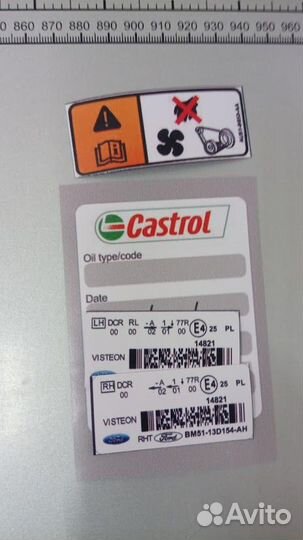 860 870 880 890 900 910 920 930 940 950 960
Castrol
Oil type/code
Date
LH DCR RL -A 1 77R E4 25 PL
00 00 02 01 00 14821
VISTEON
RH DCR A 1 77R E4 25 PL
00 02 01 00 14821
VISTEON
Ford RHT Ford BM51-13D154-AH
Avito